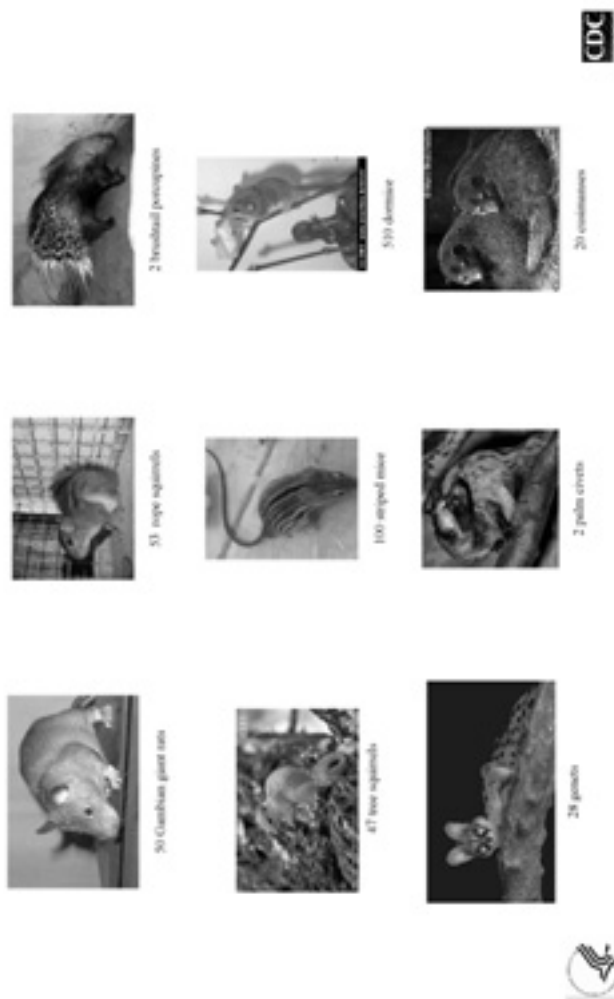 50 Gambian giant rats
53 rope squirrels
2 brushtail porcupines
47 tree squirrels
100 striped mice
510 dormice
28 genets
2 palm civets
20 cusimanses
CDC